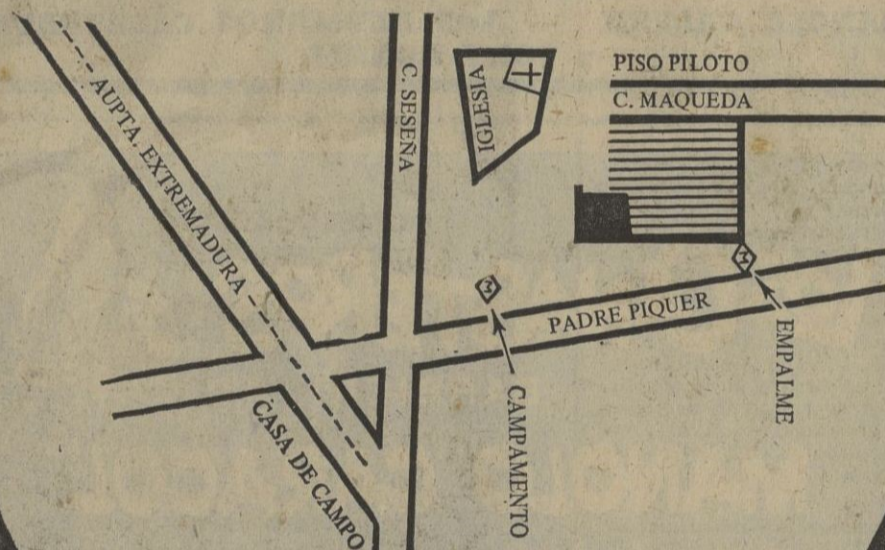 PISO PILOTO
C. MAQUEDA
IGLESIA
C. SESEÑA
AUPTA. EXTREMADURA
PADRE PIQUER
EMPALME
CAMPAMENTO
CASA DE CAMPO
M
M